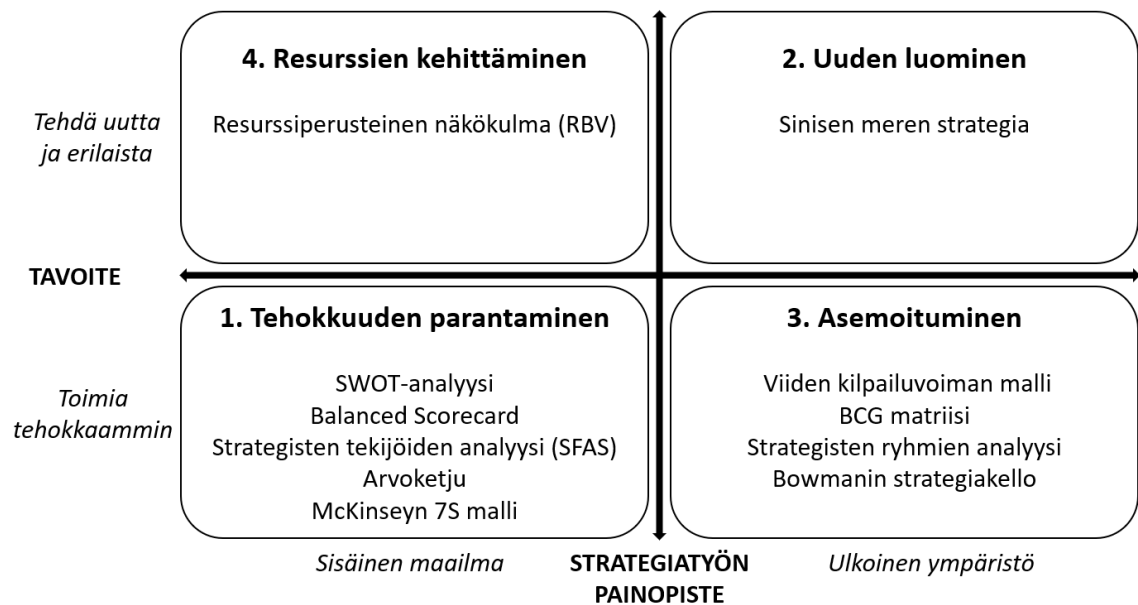 4. Resurssien kehittäminen
Resurssiperusteinen näkökulma (RBV)
2. Uuden luominen
Sinisen meren strategia
Tehdä uutta
ja erilaista
TAVOITE
1. Tehokkuuden parantaminen
SWOT-analyysi
Balanced Scorecard
Strategisten tekijöiden analyysi (SFAS)
Arvoketju
McKinseyn 7S malli
3. Asemoituminen
Viiden kilpailuvoiman malli
BCG matriisi
Strategisten ryhmien analyysi
Bowmanin strategiakello
Toimia
tehokkaammin
Sisäinen maailma
STRATEGIATYÖN
PAINOPISTE
Ulkoinen ympäristö